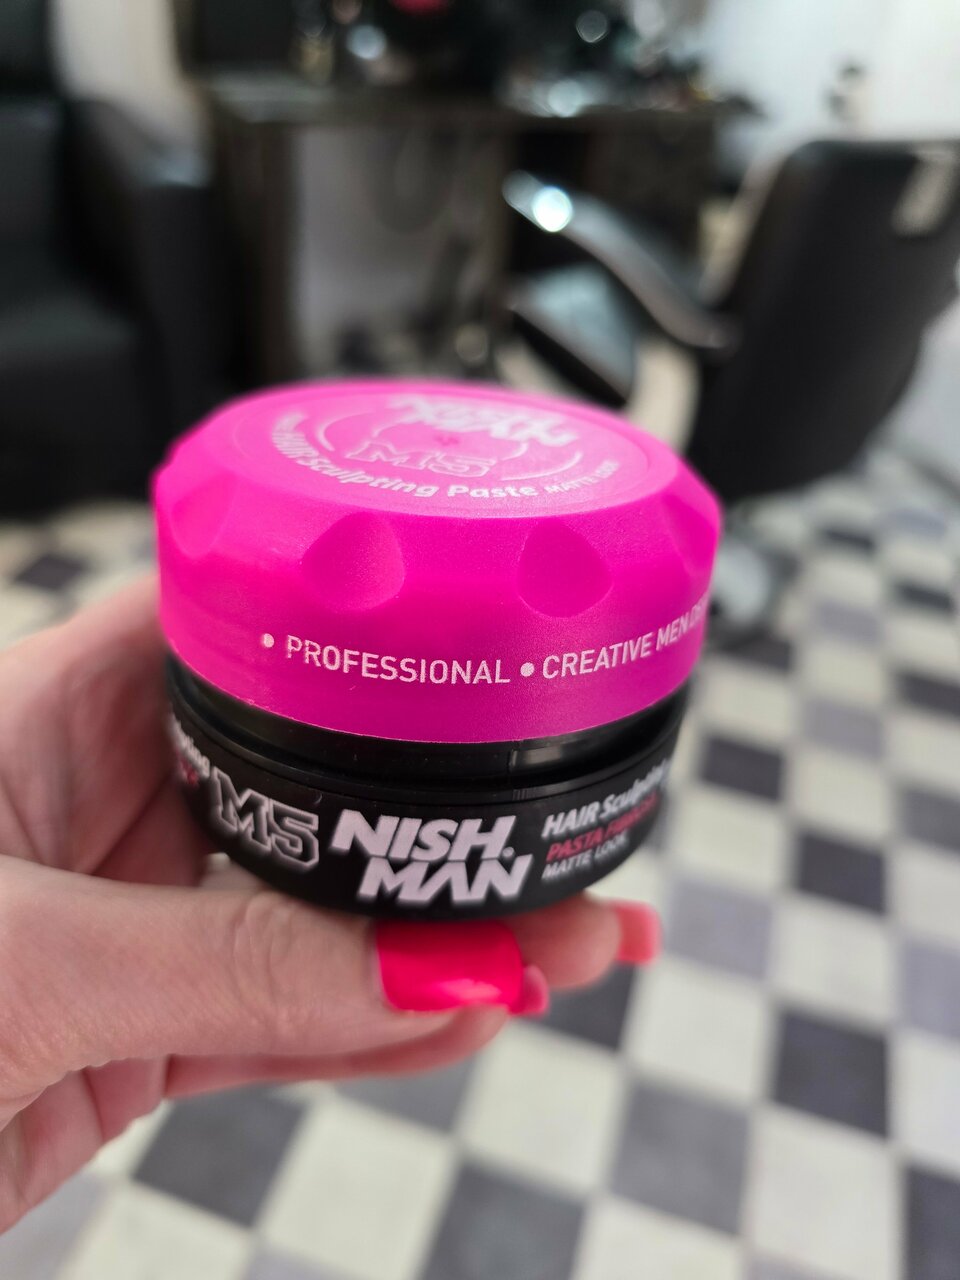 NISH
MAN
M5
HAIR Sculpting Paste MATTE LOOK
• PROFESSIONAL • CREATIVE MEN
M5
NISH.
MAN
HAIR Sculpting
PASTA
MATTE LOOK